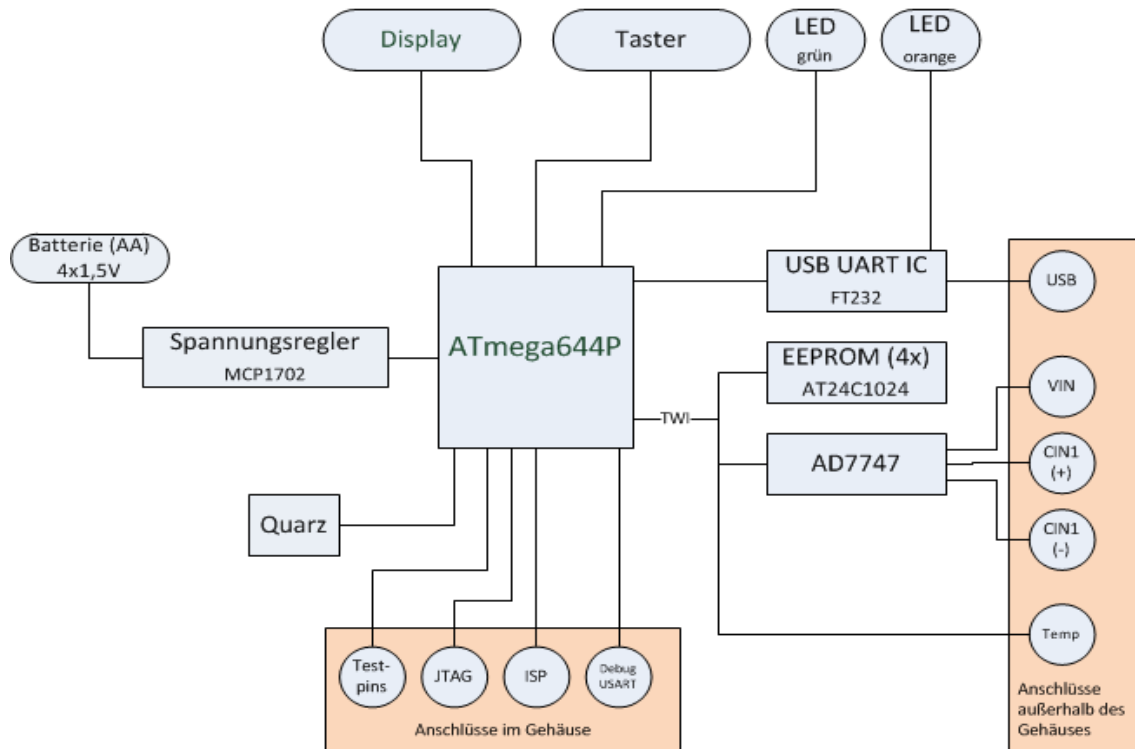 Display
Taster
LED
grün
LED
orange
Batterie (AA)
4x1,5V
Spannungsregler
MCP1702
ATmega644P
USB UART IC
FT232
USB
EEPROM (4x)
AT24C1024
VIN
TWI
AD7747
CIN1
(+)
CIN1
(-)
Quarz
Temp
Test-
pins
JTAG
ISP
Debug
USART
Anschlüsse im Gehäuse
Anschlüsse
außerhalb des
Gehäuses